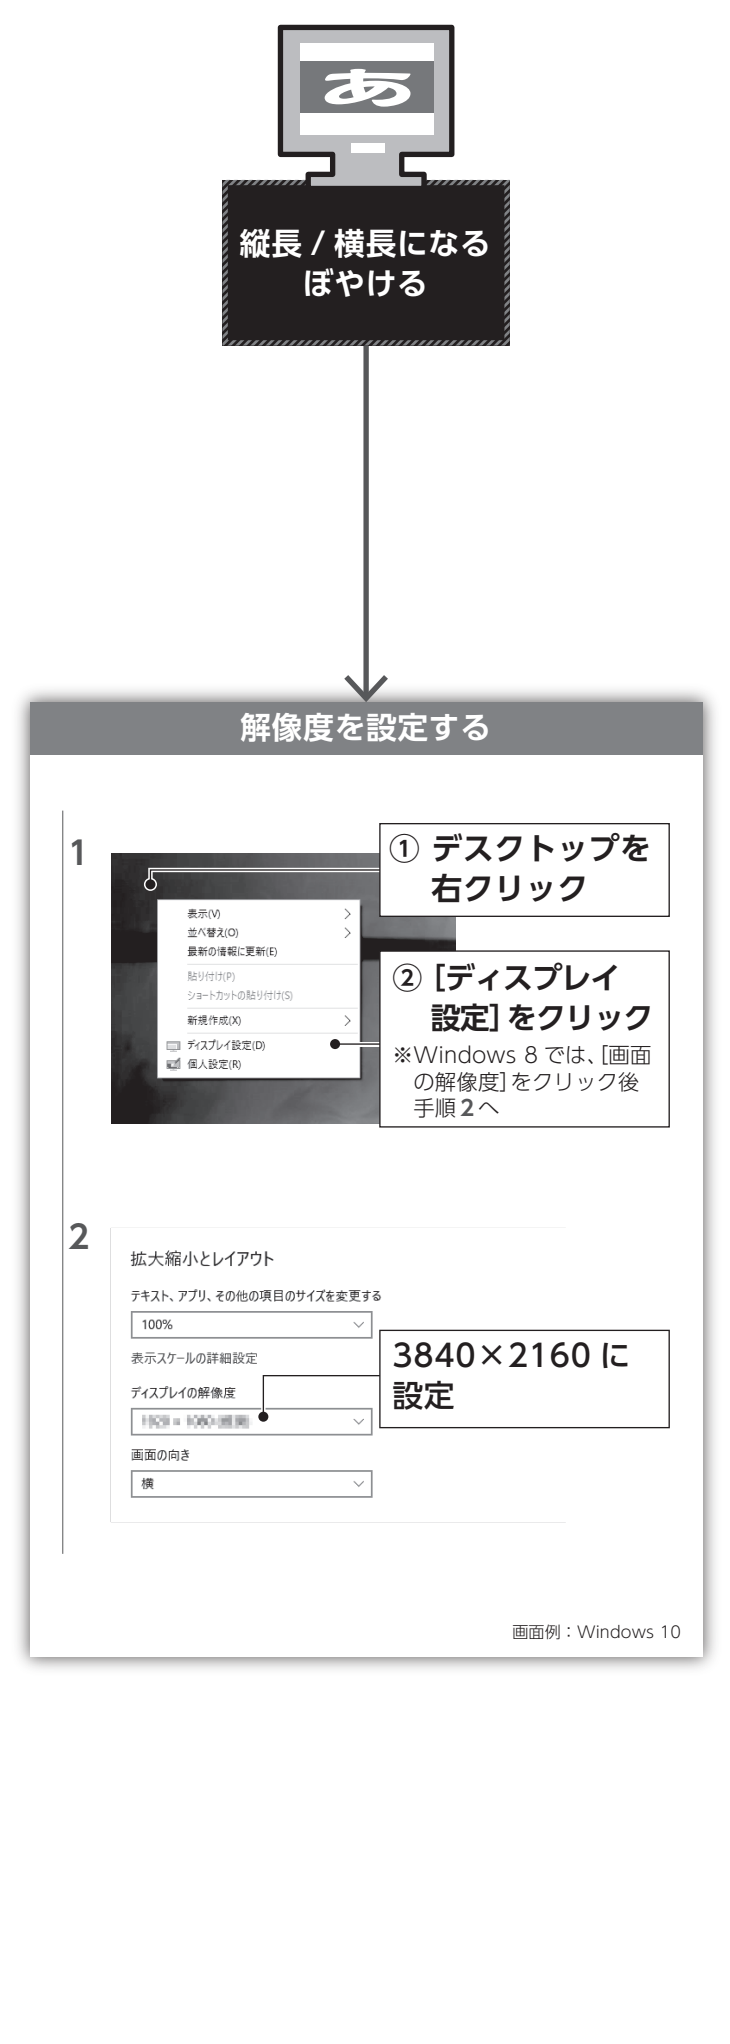 あ
縦長 / 横長になる
ぼやける
解像度を設定する
1
① デスクトップを
右クリック
表示(V)
並べ替え(O)
最新の情報に更新(E)
貼り付け(P)
ショートカットの貼り付け(S)
新規作成(X)
ディスプレイ設定(D)
個人設定(R)
② [ディスプレイ
設定] をクリック
※Windows 8 では、[画面
の解像度] をクリック後
手順 2 へ
2
拡大縮小とレイアウト
テキスト、アプリ、その他の項目のサイズを変更する
100%
表示スケールの詳細設定
ディスプレイの解像度
3840×2160 に
設定
画面の向き
横
画面例：Windows 10